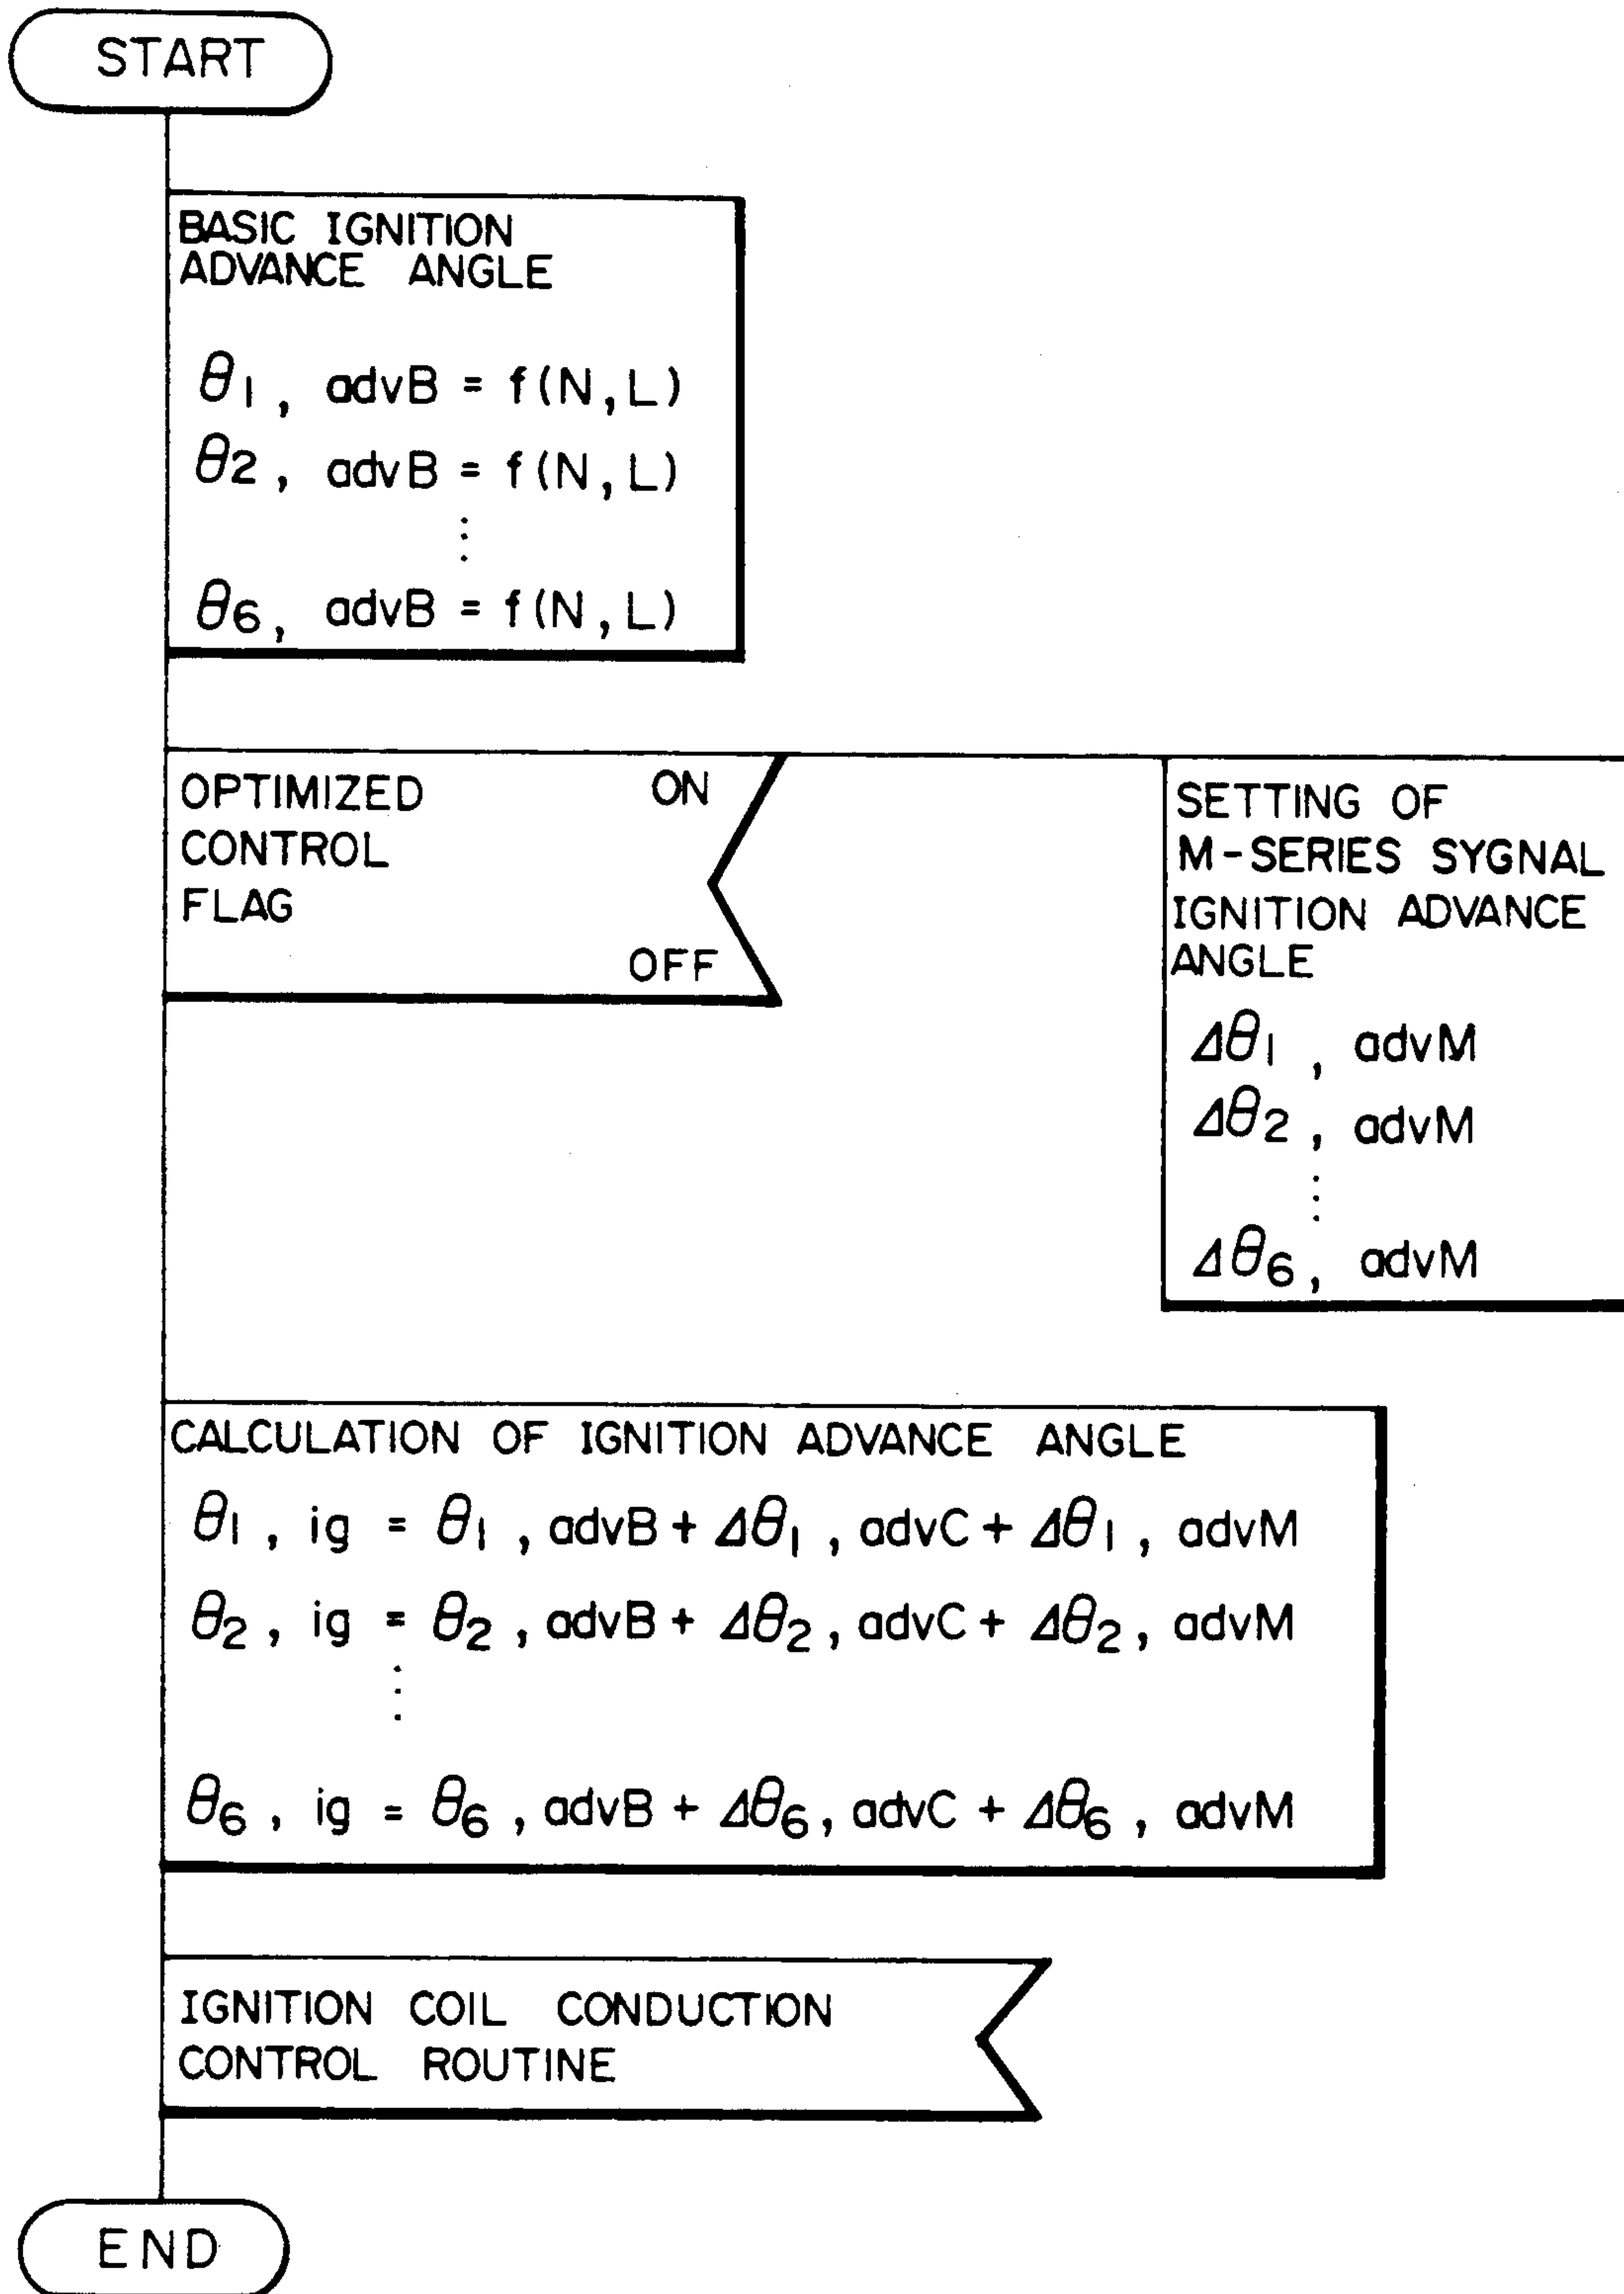 START
BASIC IGNITION
ADVANCE ANGLE
θ1, advB = f(N,L)
θ2, advB = f(N,L)
⋮
θ6, advB = f(N,L)
OPTIMIZED ON
CONTROL
FLAG
OFF
SETTING OF
M-SERIES SYGNAL
IGNITION ADVANCE
ANGLE
Δθ1, advM
Δθ2, advM
⋮
Δθ6, advM
CALCULATION OF IGNITION ADVANCE ANGLE
θ1, ig = θ1, advB + Δθ1, advC + Δθ1, advM
θ2, ig = θ2, advB + Δθ2, advC + Δθ2, advM
⋮
θ6, ig = θ6, advB + Δθ6, advC + Δθ6, advM
IGNITION COIL CONDUCTION
CONTROL ROUTINE
END